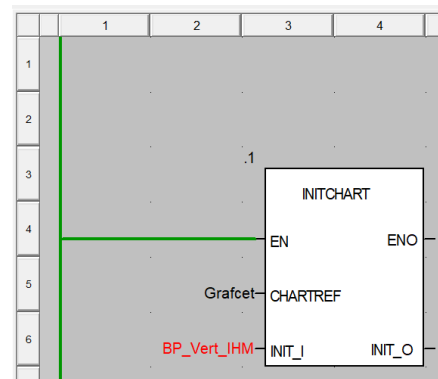 1 2 3 4
1
2
.1
3
INITCHART
4
EN ENO
5
Grafcet CHARTREF
6
BP_Vert_IHM INIT_I INIT_O